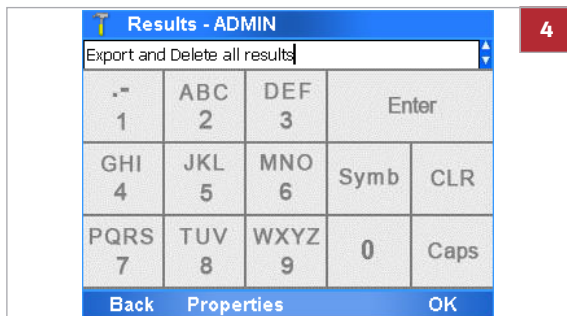 Results - ADMIN
4
Export and Delete all results
.- ABC DEF Enter
1 2 3
GHI JKL MNO Symb CLR
4 5 6
PQRS TUV WXYZ 0 Caps
7 8 9
Back Properties OK